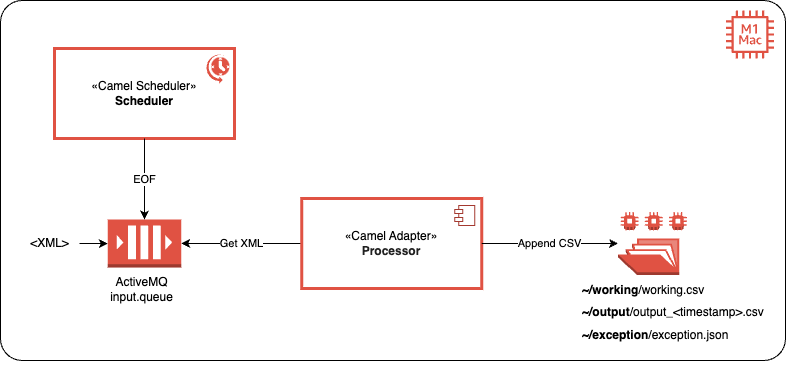 M1
Mac
«Camel Scheduler»
Scheduler
EOF
<XML>
Get XML
«Camel Adapter»
Processor
Append CSV
ActiveMQ
input.queue
~/working/working.csv
~/output/output_<timestamp>.csv
~/exception/exception.json